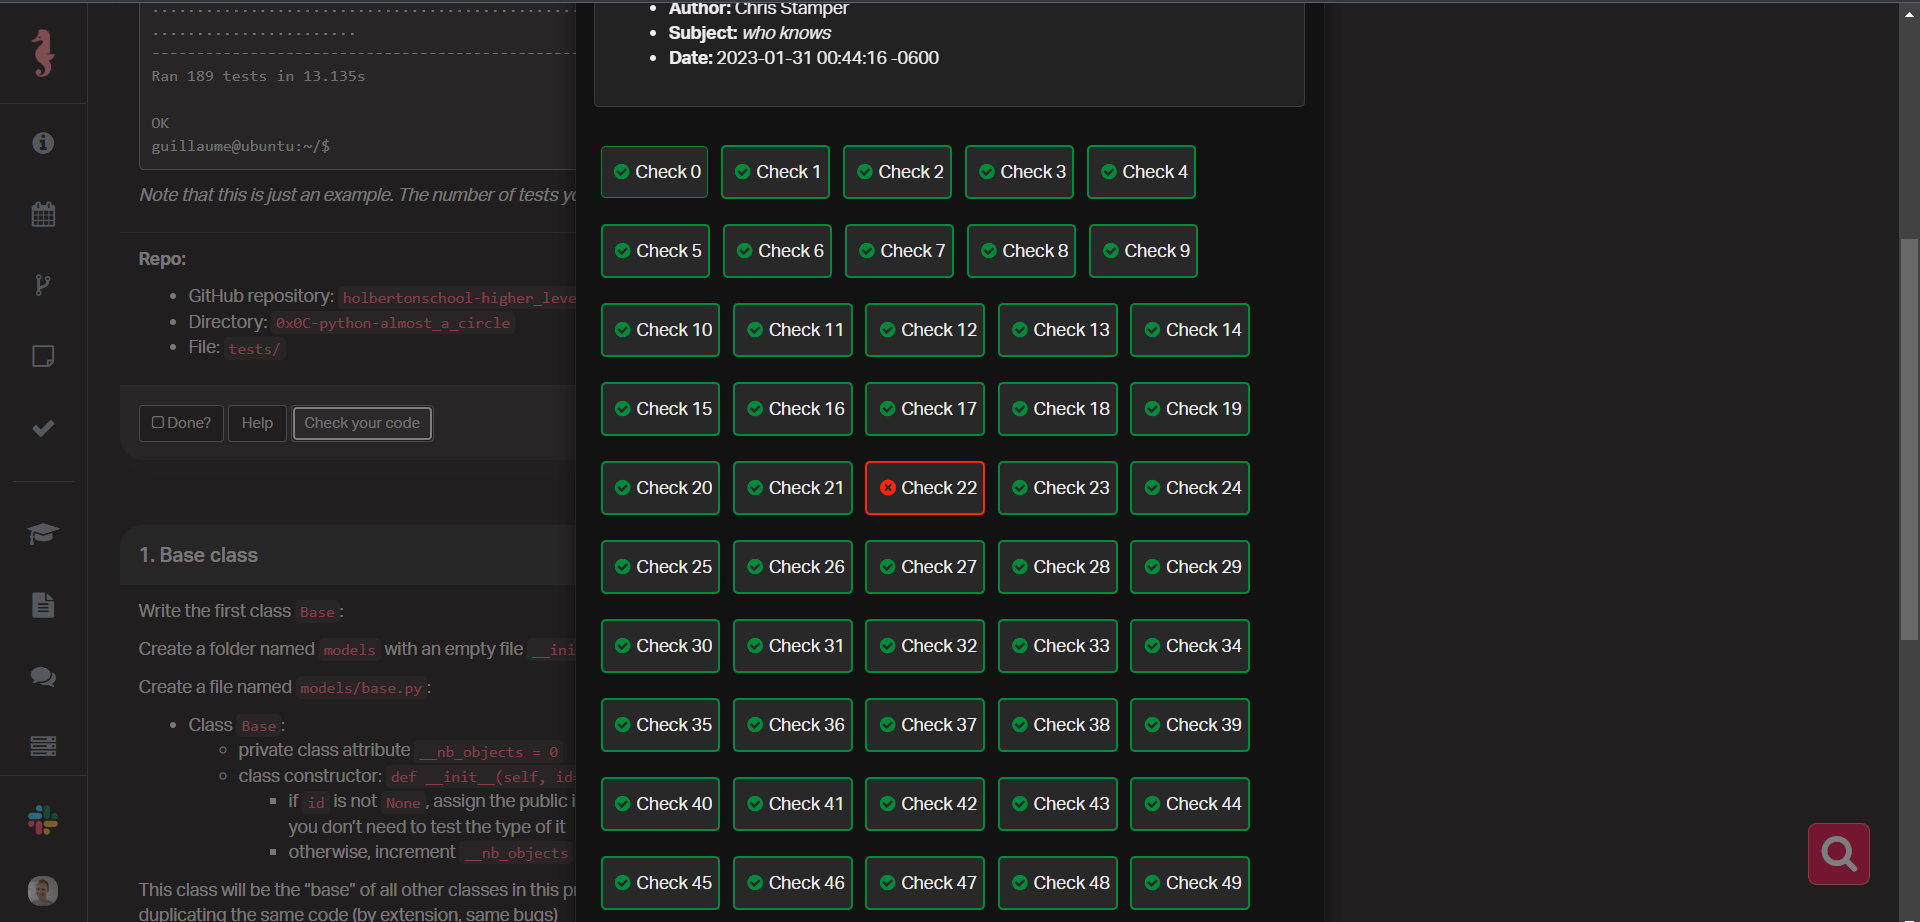 Ran 189 tests in 13.135s
OK
guillaume@ubuntu:~/$
Note that this is just an example. The number of tests yo
Repo:
GitHub repository: holbertonschool-higher_leve
Directory: 0x0C-python-almost_a_circle
File: tests/
Done? Help Check your code
1. Base class
Write the first class Base:
Create a folder named models with an empty file __ini
Create a file named models/base.py:
Class Base:
private class attribute __nb_objects = 0
class constructor: def __init__(self, id=
if id is not None, assign the public i
you don't need to test the type of it
otherwise, increment __nb_objects
This class will be the "base" of all other classes in this pr
duplicating the same code (by extension, same bugs)
Author: Chris Stamper
Subject: who knows
Date: 2023-01-31 00:44:16 -0600
Check 0 Check 1 Check 2 Check 3 Check 4
Check 5 Check 6 Check 7 Check 8 Check 9
Check 10 Check 11 Check 12 Check 13 Check 14
Check 15 Check 16 Check 17 Check 18 Check 19
Check 20 Check 21 Check 22 Check 23 Check 24
Check 25 Check 26 Check 27 Check 28 Check 29
Check 30 Check 31 Check 32 Check 33 Check 34
Check 35 Check 36 Check 37 Check 38 Check 39
Check 40 Check 41 Check 42 Check 43 Check 44
Check 45 Check 46 Check 47 Check 48 Check 49